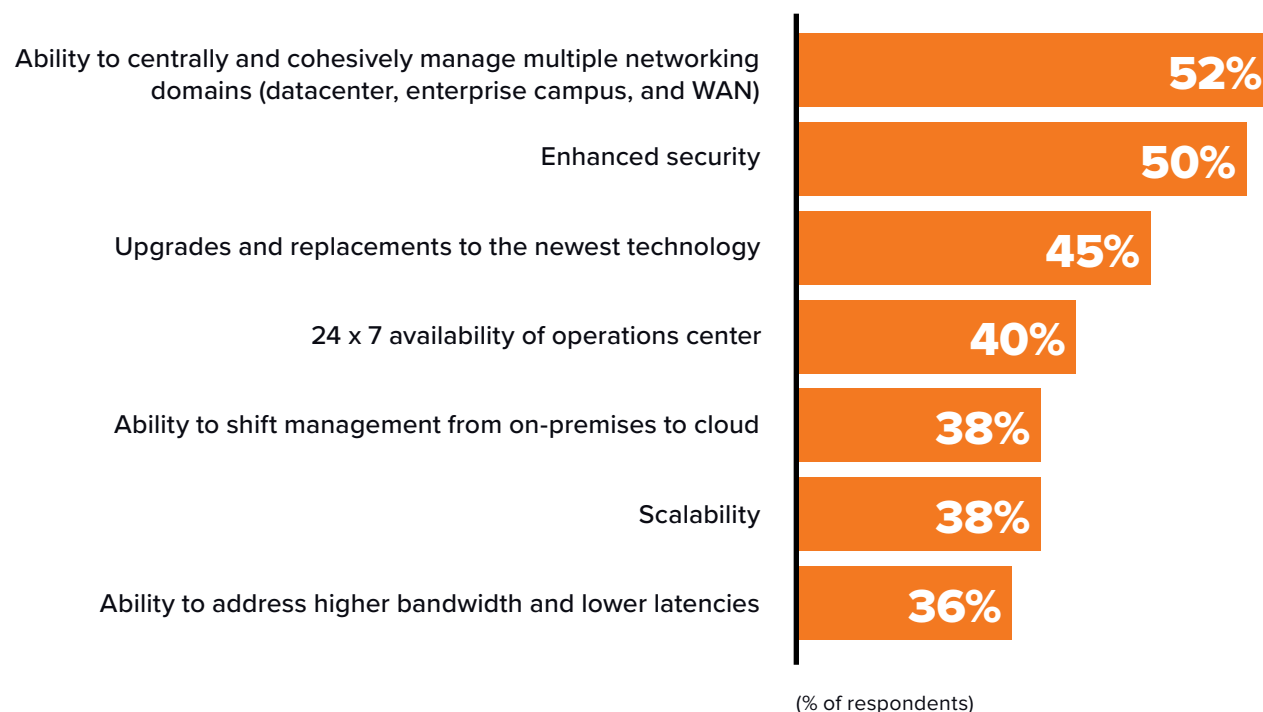 Ability to centrally and cohesively manage multiple networking
domains (datacenter, enterprise campus, and WAN)
52%
Enhanced security
50%
Upgrades and replacements to the newest technology
45%
24 x 7 availability of operations center
40%
Ability to shift management from on-premises to cloud
38%
Scalability
38%
Ability to address higher bandwidth and lower latencies
36%
(% of respondents)